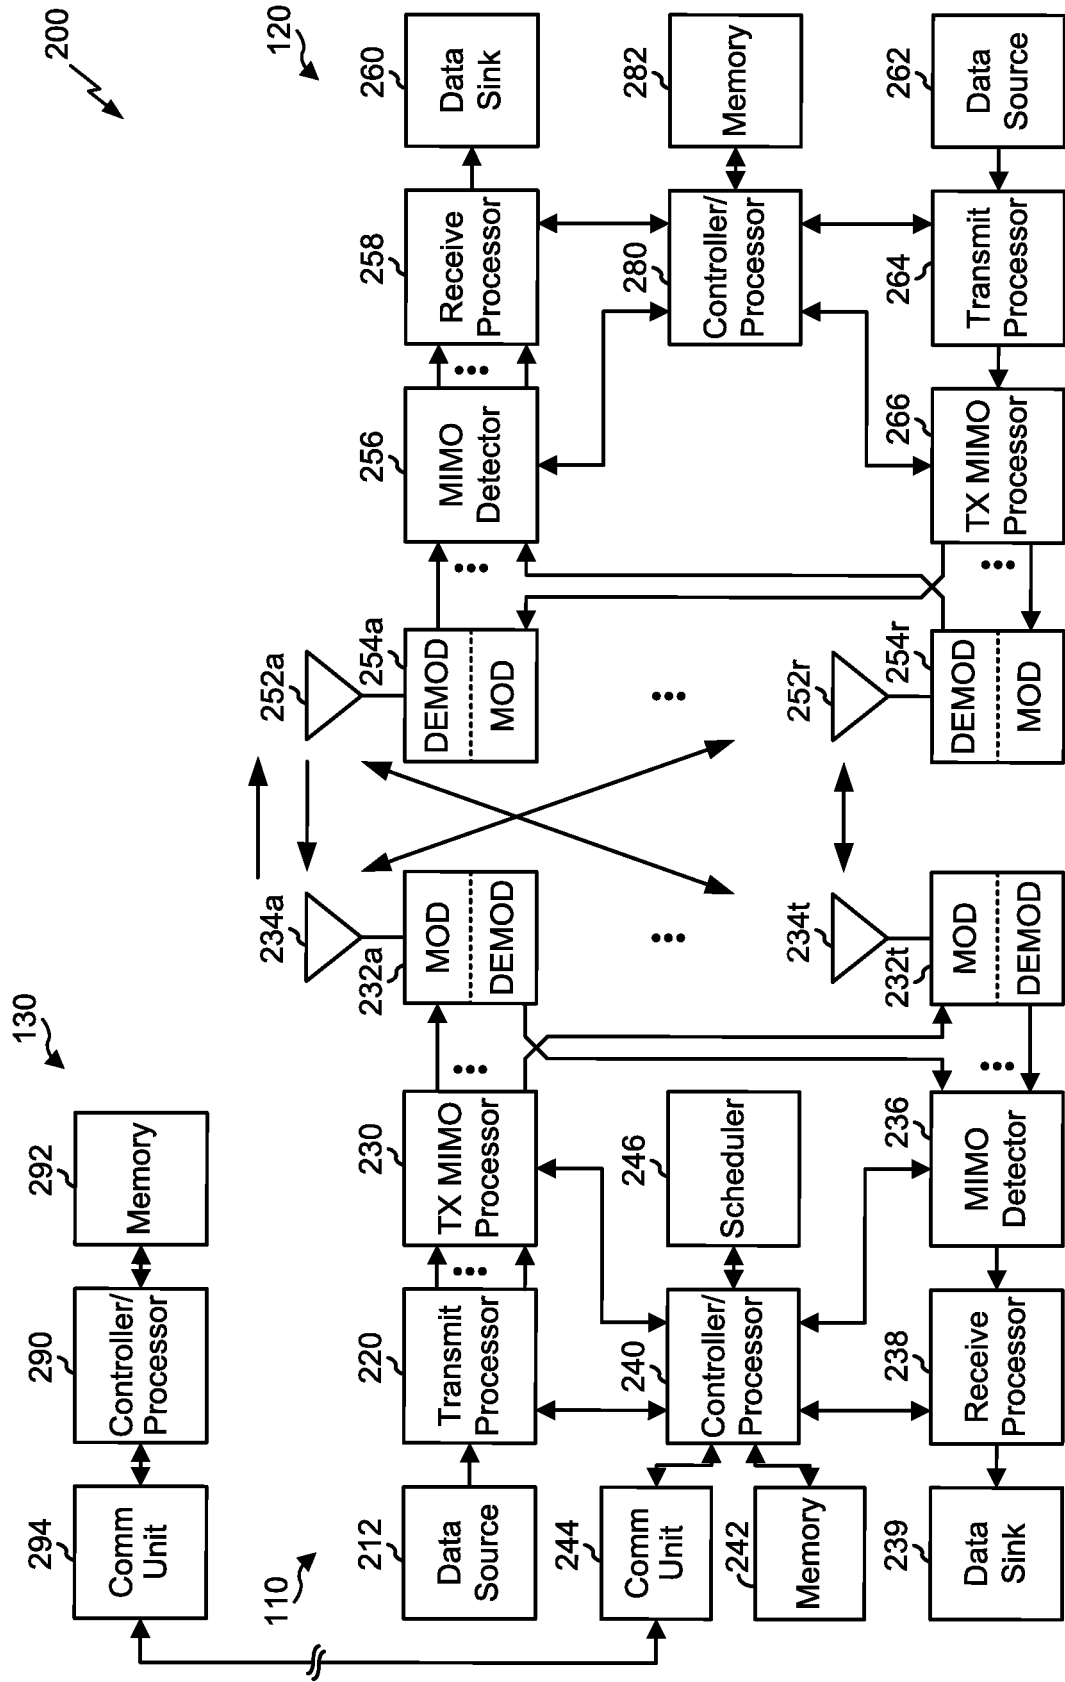 200
130
294
Comm
Unit
290
Controller/
Processor
292
Memory
110
120
212
Data
Source
220
Transmit
Processor
230
TX MIMO
Processor
232a
MOD
DEMOD
234a
252a
254a
DEMOD
MOD
256
MIMO
Detector
258
Receive
Processor
260
Data
Sink
244
Comm
Unit
242
Memory
240
Controller/
Processor
246
Scheduler
280
Controller/
Processor
282
Memory
239
Data
Sink
238
Receive
Processor
236
MIMO
Detector
232t
MOD
DEMOD
234t
252r
254r
DEMOD
MOD
266
TX MIMO
Processor
264
Transmit
Processor
262
Data
Source